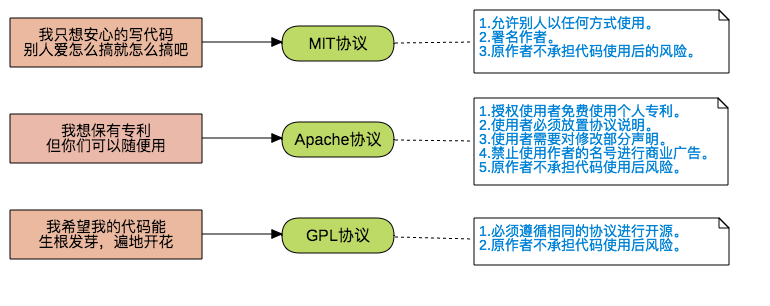 我只想安心的写代码
别人爱怎么搞就怎么搞吧
MIT协议
1.允许别人以任何方式使用。
2.署名作者。
3.原作者不承担代码使用后的风险。
我想保有专利
但你们可以随便用
Apache协议
1.授权使用者免费使用个人专利。
2.使用者必须放置协议说明。
3.使用者需要对修改部分声明。
4.禁止使用作者的名号进行商业广告。
5.原作者不承担代码使用后风险。
我希望我的代码能
生根发芽，遍地开花
GPL协议
1.必须遵循相同的协议进行开源。
2.原作者不承担代码使用后风险。